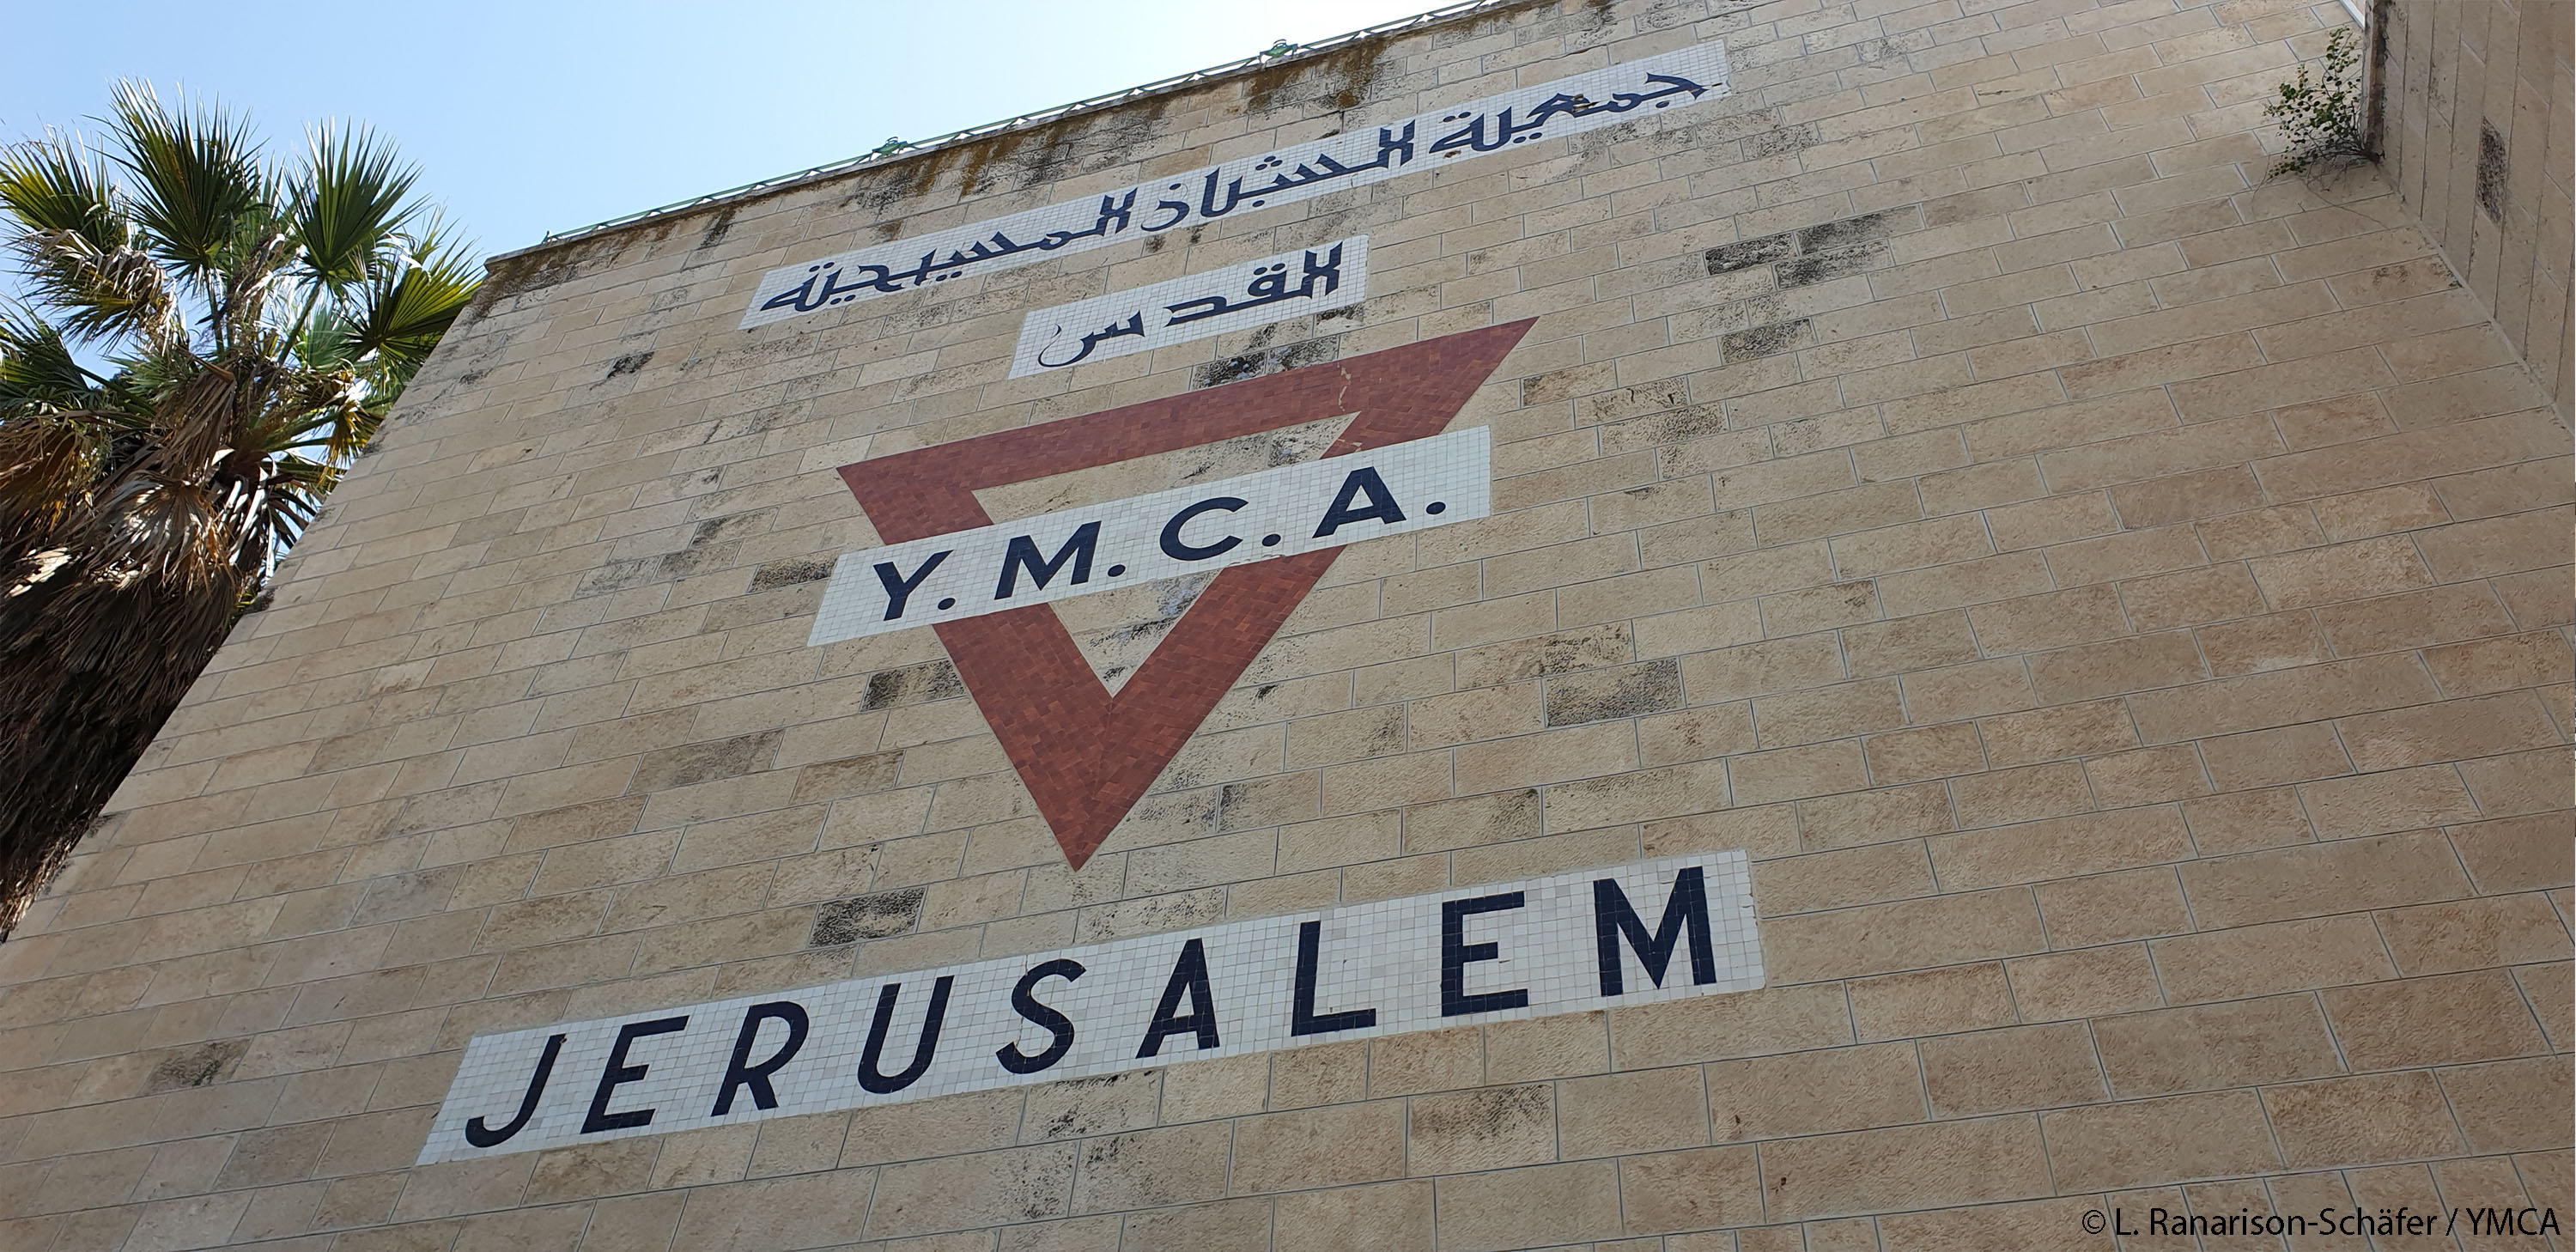 جمعية الشبان المسيحية
القدس
Y.M.C.A.
JERUSALEM
© L. Ranarison-Schäfer / YMCA